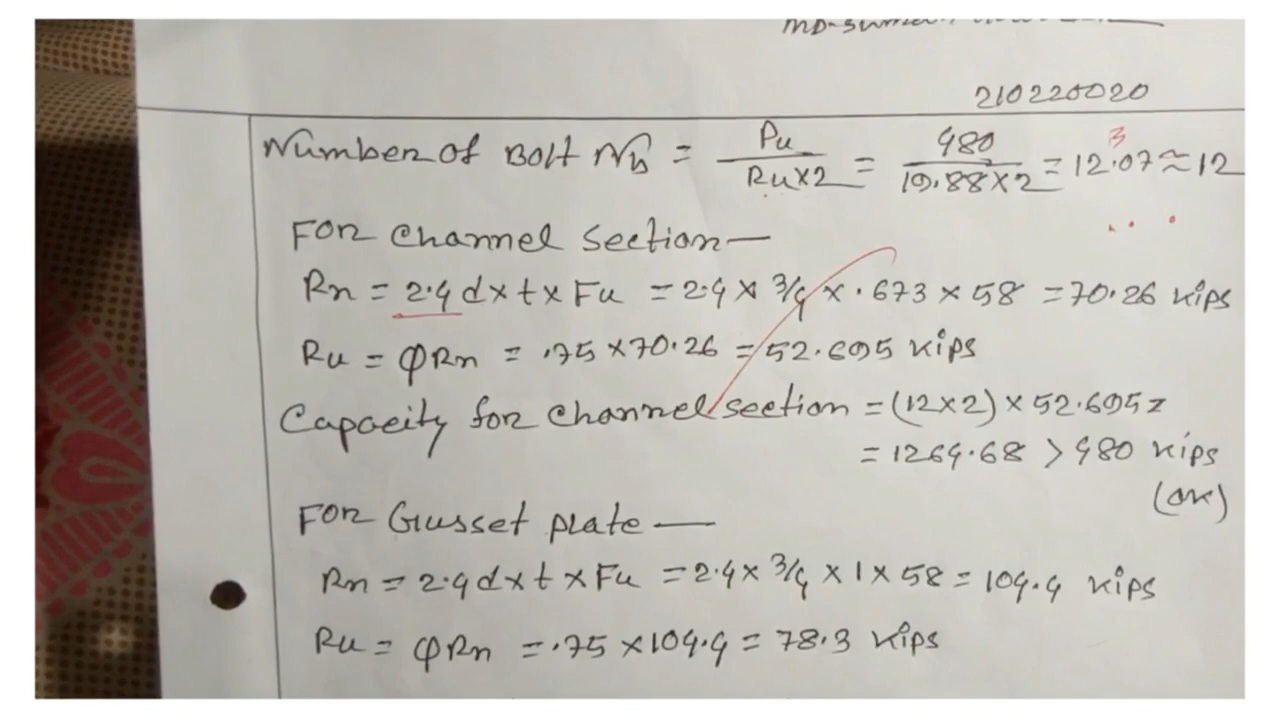 210220020
Number of Bolt Nb = Pu / Ru×2 = 480 / 19.88×2 = 12.07 ≈ 12
3
For channel section —
Rn = 2.4 d×t×Fu = 2.4 × 3/4 × .673 × 58 = 70.26 kips
Ru = φRn = .75 ×70.26 = 52.695 kips
Capacity for channel section = (12×2) × 52.695 =
= 1264.68 > 480 kips
(ok)
For Gusset plate —
Rn = 2.4 d×t×Fu = 2.4 × 3/4 × 1 × 58 = 104.4 kips
Ru = φRn = .75 ×104.4 = 78.3 kips